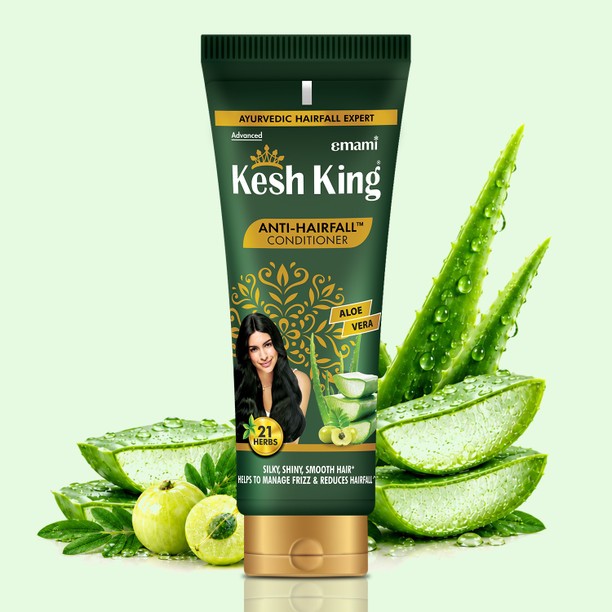 AYURVEDIC HAIRFALL EXPERT
Advanced
emami®
Kesh King®
ANTI-HAIRFALL™
CONDITIONER
ALOE
VERA
21
HERBS
SILKY, SHINY, SMOOTH HAIR*
HELPS TO MANAGE FRIZZ & REDUCES HAIRFALL^